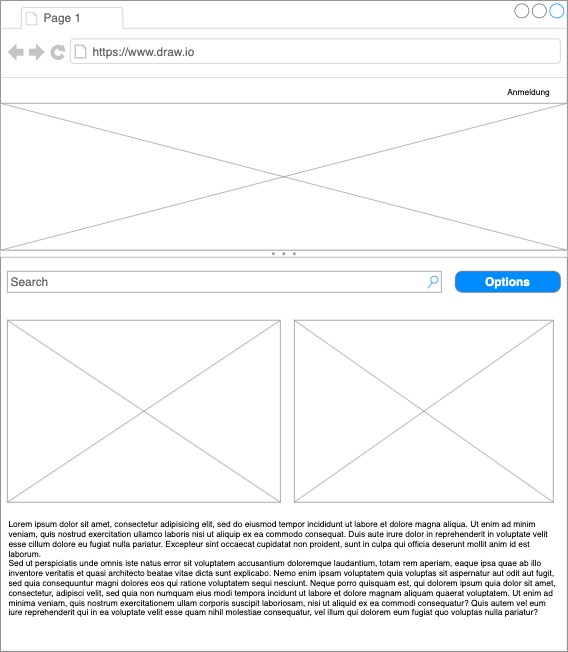 Page 1
https://www.draw.io
Anmeldung
Search
Options
Lorem ipsum dolor sit amet, consectetur adipisicing elit, sed do eiusmod tempor incididunt ut labore et dolore magna aliqua. Ut enim ad minim
veniam, quis nostrud exercitation ullamco laboris nisi ut aliquip ex ea commodo consequat. Duis aute irure dolor in reprehenderit in voluptate velit
esse cillum dolore eu fugiat nulla pariatur. Excepteur sint occaecat cupidatat non proident, sunt in culpa qui officia deserunt mollit anim id est
laborum.
Sed ut perspiciatis unde omnis iste natus error sit voluptatem accusantium doloremque laudantium, totam rem aperiam, eaque ipsa quae ab illo
inventore veritatis et quasi architecto beatae vitae dicta sunt explicabo. Nemo enim ipsam voluptatem quia voluptas sit aspernatur aut odit aut fugit,
sed quia consequuntur magni dolores eos qui ratione voluptatem sequi nesciunt. Neque porro quisquam est, qui dolorem ipsum quia dolor sit amet,
consectetur, adipisci velit, sed quia non numquam eius modi tempora incidunt ut labore et dolore magnam aliquam quaerat voluptatem. Ut enim ad
minima veniam, quis nostrum exercitationem ullam corporis suscipit laboriosam, nisi ut aliquid ex ea commodi consequatur? Quis autem vel eum
iure reprehenderit qui in ea voluptate velit esse quam nihil molestiae consequatur, vel illum qui dolorem eum fugiat quo voluptas nulla pariatur?